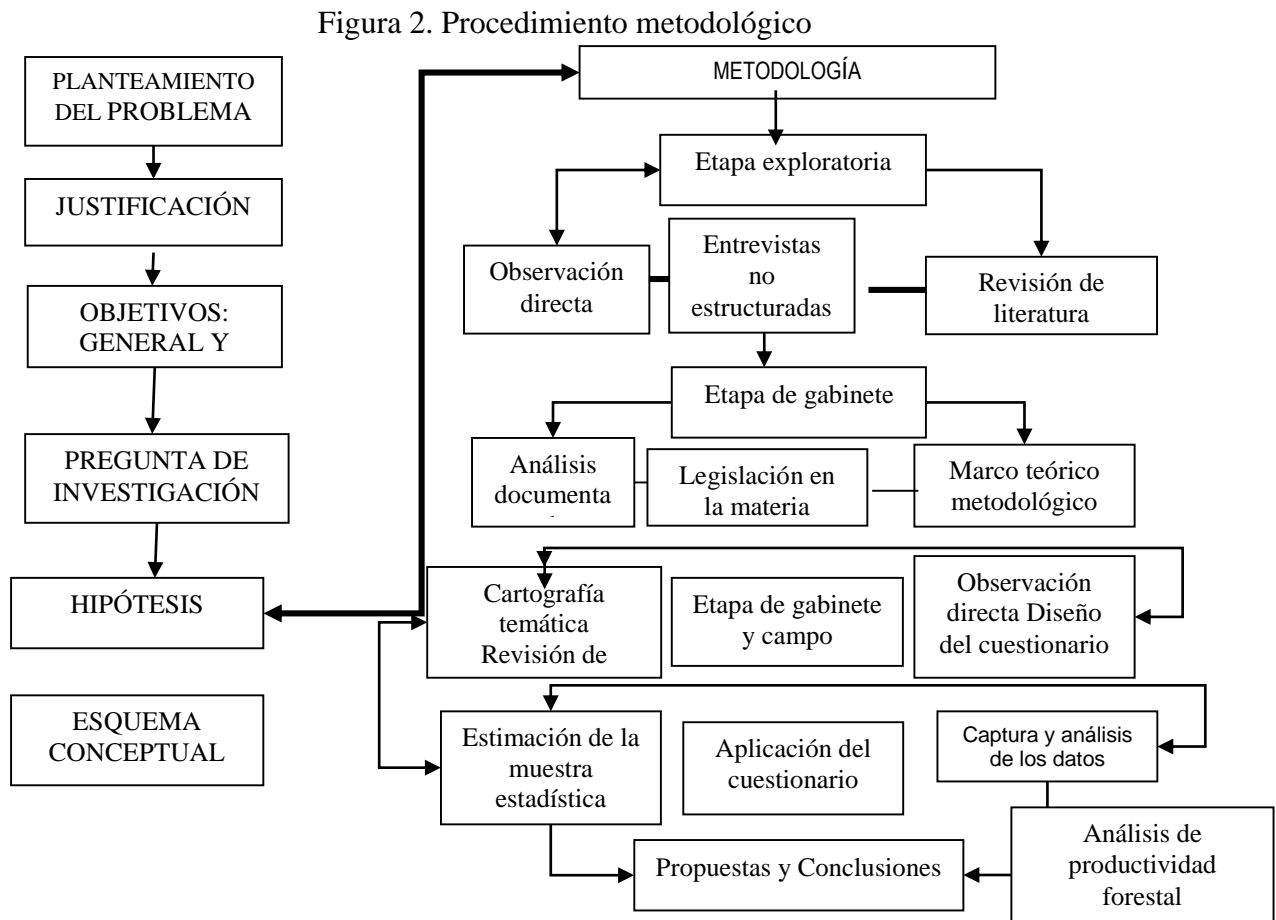 Figura 2. Procedimiento metodológico
PLANTEAMIENTO
DEL PROBLEMA
JUSTIFICACIÓN
OBJETIVOS:
GENERAL Y
PREGUNTA DE
INVESTIGACIÓN
HIPÓTESIS
ESQUEMA
CONCEPTUAL
METODOLOGÍA
Etapa exploratoria
Observación
directa
Entrevistas
no
estructuradas
Revisión de
literatura
Etapa de gabinete
Análisis
documenta
Legislación en
la materia
Marco teórico
metodológico
Cartografía
temática
Revisión de
Etapa de gabinete
y campo
Observación
directa Diseño
del cuestionario
Estimación de la
muestra
estadística
Aplicación del
cuestionario
Captura y análisis
de los datos
Análisis de
productividad
forestal
Propuestas y Conclusiones